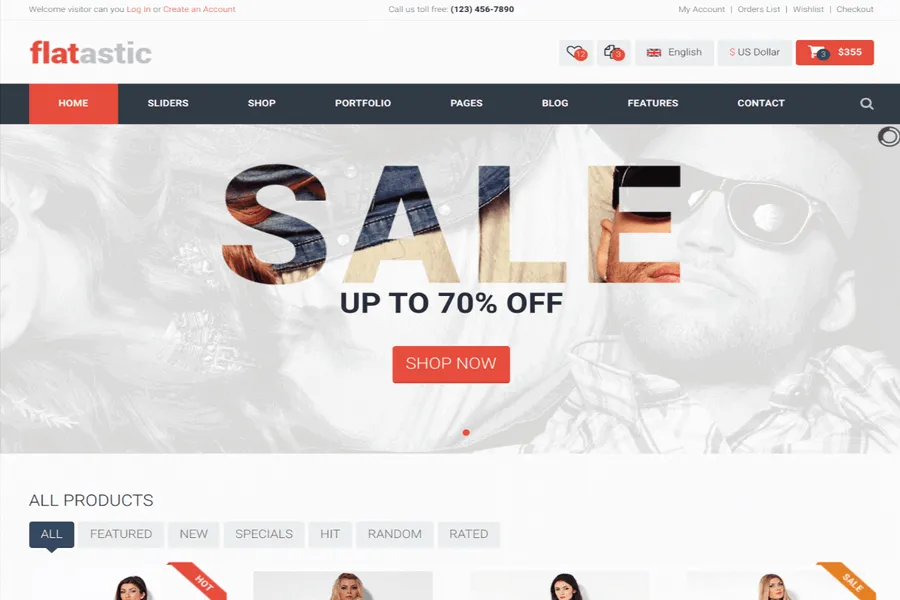 Welcome visitor can you Log In or Create an Account
Call us toll free: (123) 456-7890
My Account | Orders List | Wishlist | Checkout
flatastic
12
3
English
$ US Dollar
3
$355
HOME
SLIDERS
SHOP
PORTFOLIO
PAGES
BLOG
FEATURES
CONTACT
SALE
UP TO 70% OFF
SHOP NOW
ALL PRODUCTS
ALL
FEATURED
NEW
SPECIALS
HIT
RANDOM
RATED
HOT
SALE